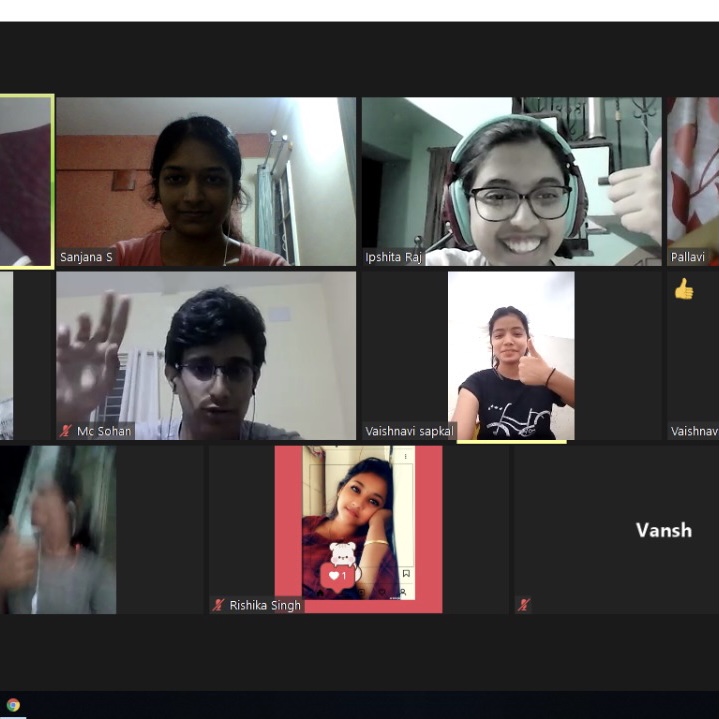 Sanjana S
Ipshita Raj
Pallavi
Mc Sohan
Vaishnavi sapkal
Vaishnav
1
Rishika Singh
Vansh